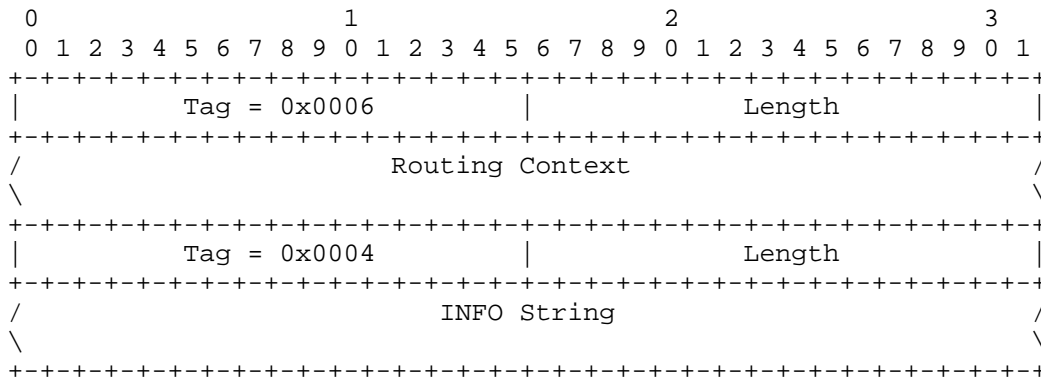 0                   1                   2                   3
 0 1 2 3 4 5 6 7 8 9 0 1 2 3 4 5 6 7 8 9 0 1 2 3 4 5 6 7 8 9 0 1
+-+-+-+-+-+-+-+-+-+-+-+-+-+-+-+-+-+-+-+-+-+-+-+-+-+-+-+-+-+-+-+-+
|          Tag = 0x0006         |             Length            |
+-+-+-+-+-+-+-+-+-+-+-+-+-+-+-+-+-+-+-+-+-+-+-+-+-+-+-+-+-+-+-+-+
/                       Routing Context                         /
\                                                               \
+-+-+-+-+-+-+-+-+-+-+-+-+-+-+-+-+-+-+-+-+-+-+-+-+-+-+-+-+-+-+-+-+
|          Tag = 0x0004         |             Length            |
+-+-+-+-+-+-+-+-+-+-+-+-+-+-+-+-+-+-+-+-+-+-+-+-+-+-+-+-+-+-+-+-+
/                          INFO String                          /
\                                                               \
+-+-+-+-+-+-+-+-+-+-+-+-+-+-+-+-+-+-+-+-+-+-+-+-+-+-+-+-+-+-+-+-+